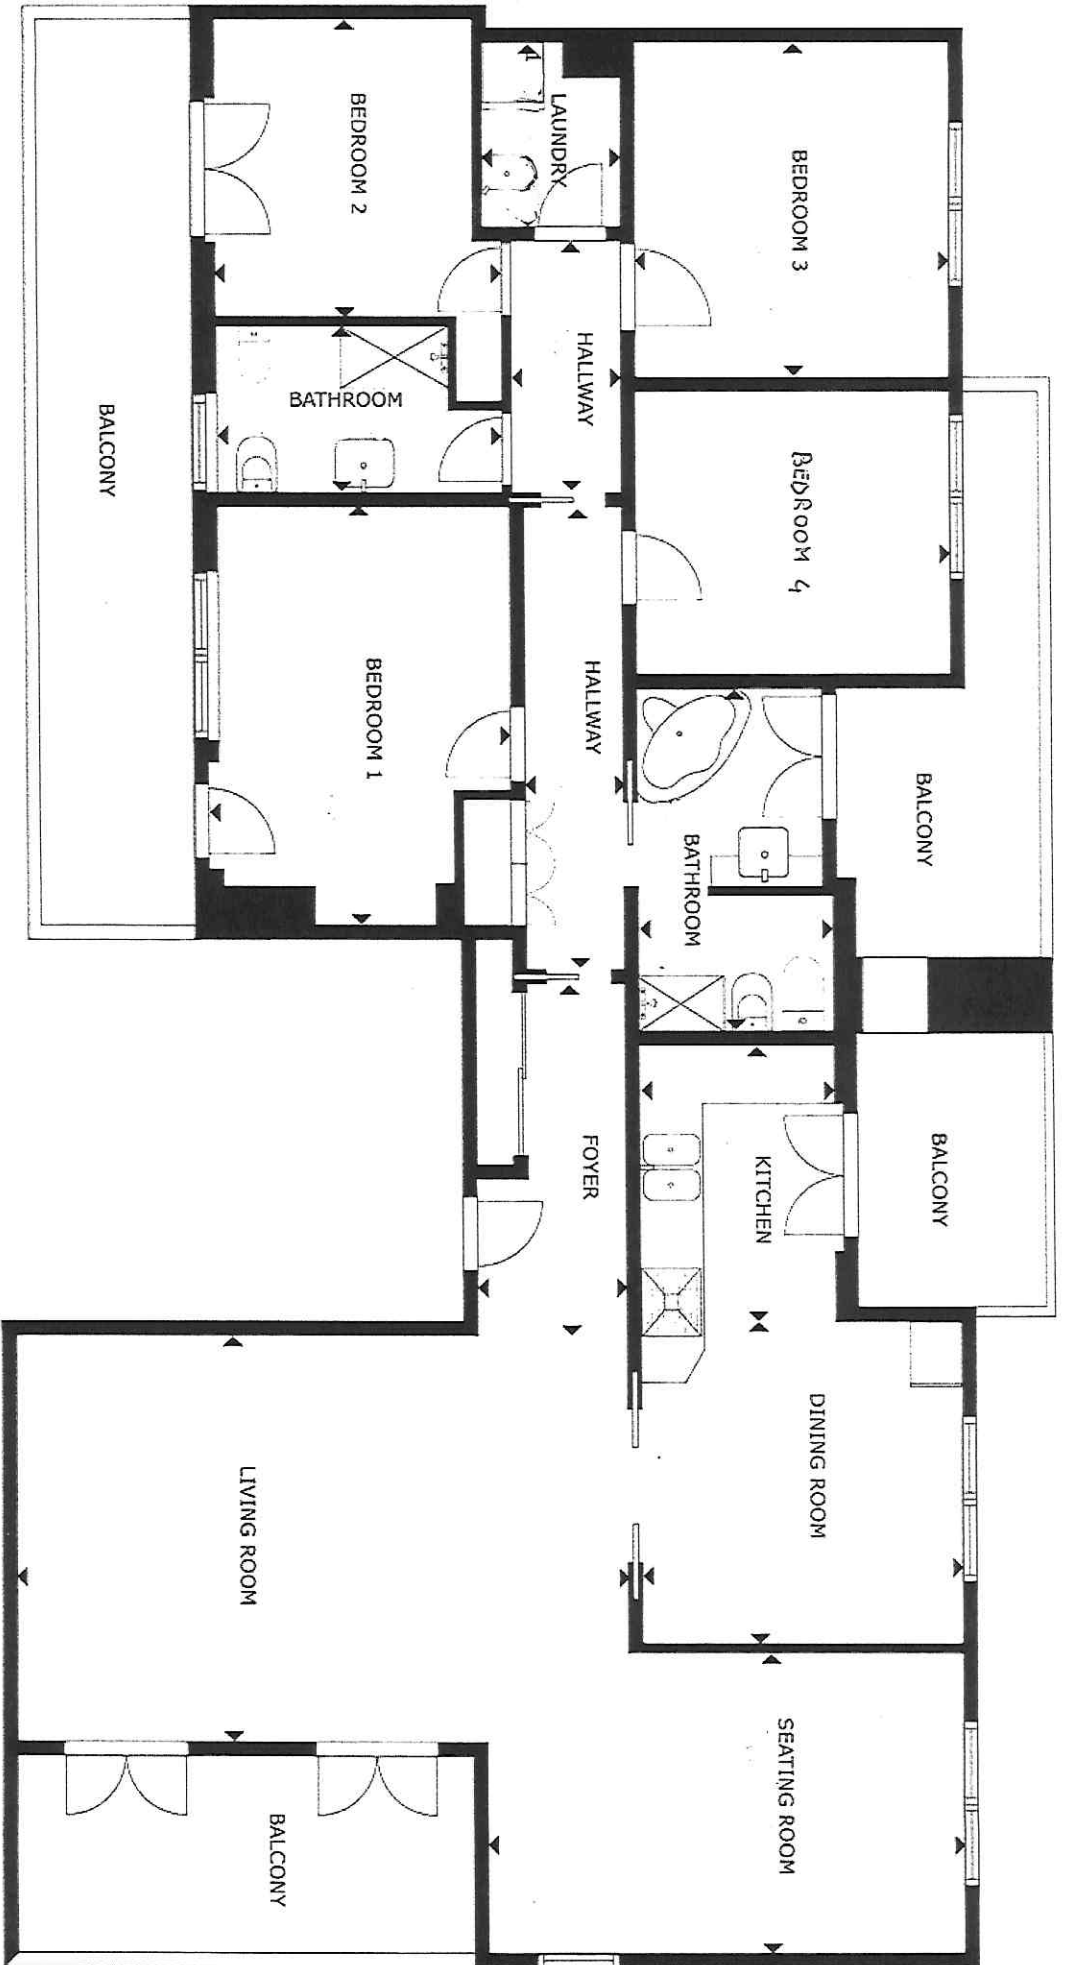 BEDROOM 2
LAUNDRY
BEDROOM 3
HALLWAY
BATHROOM
BALCONY
BEDROOM 4
BEDROOM 1
HALLWAY
BALCONY
BATHROOM
FOYER
KITCHEN
BALCONY
DINING ROOM
LIVING ROOM
SEATING ROOM
BALCONY